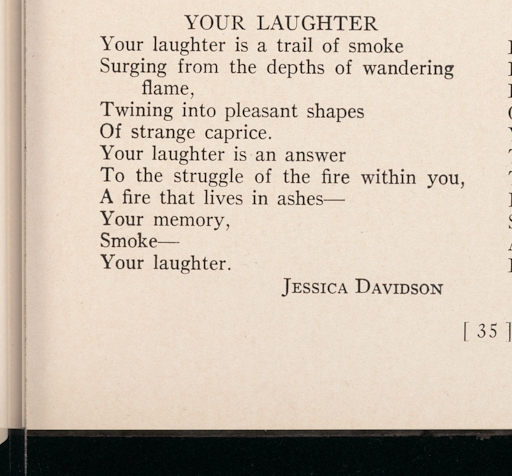 YOUR LAUGHTER
Your laughter is a trail of smoke
Surging from the depths of wandering
flame,
Twining into pleasant shapes
Of strange caprice.
Your laughter is an answer
To the struggle of the fire within you,
A fire that lives in ashes—
Your memory,
Smoke—
Your laughter.
Jessica Davidson
[ 35 ]